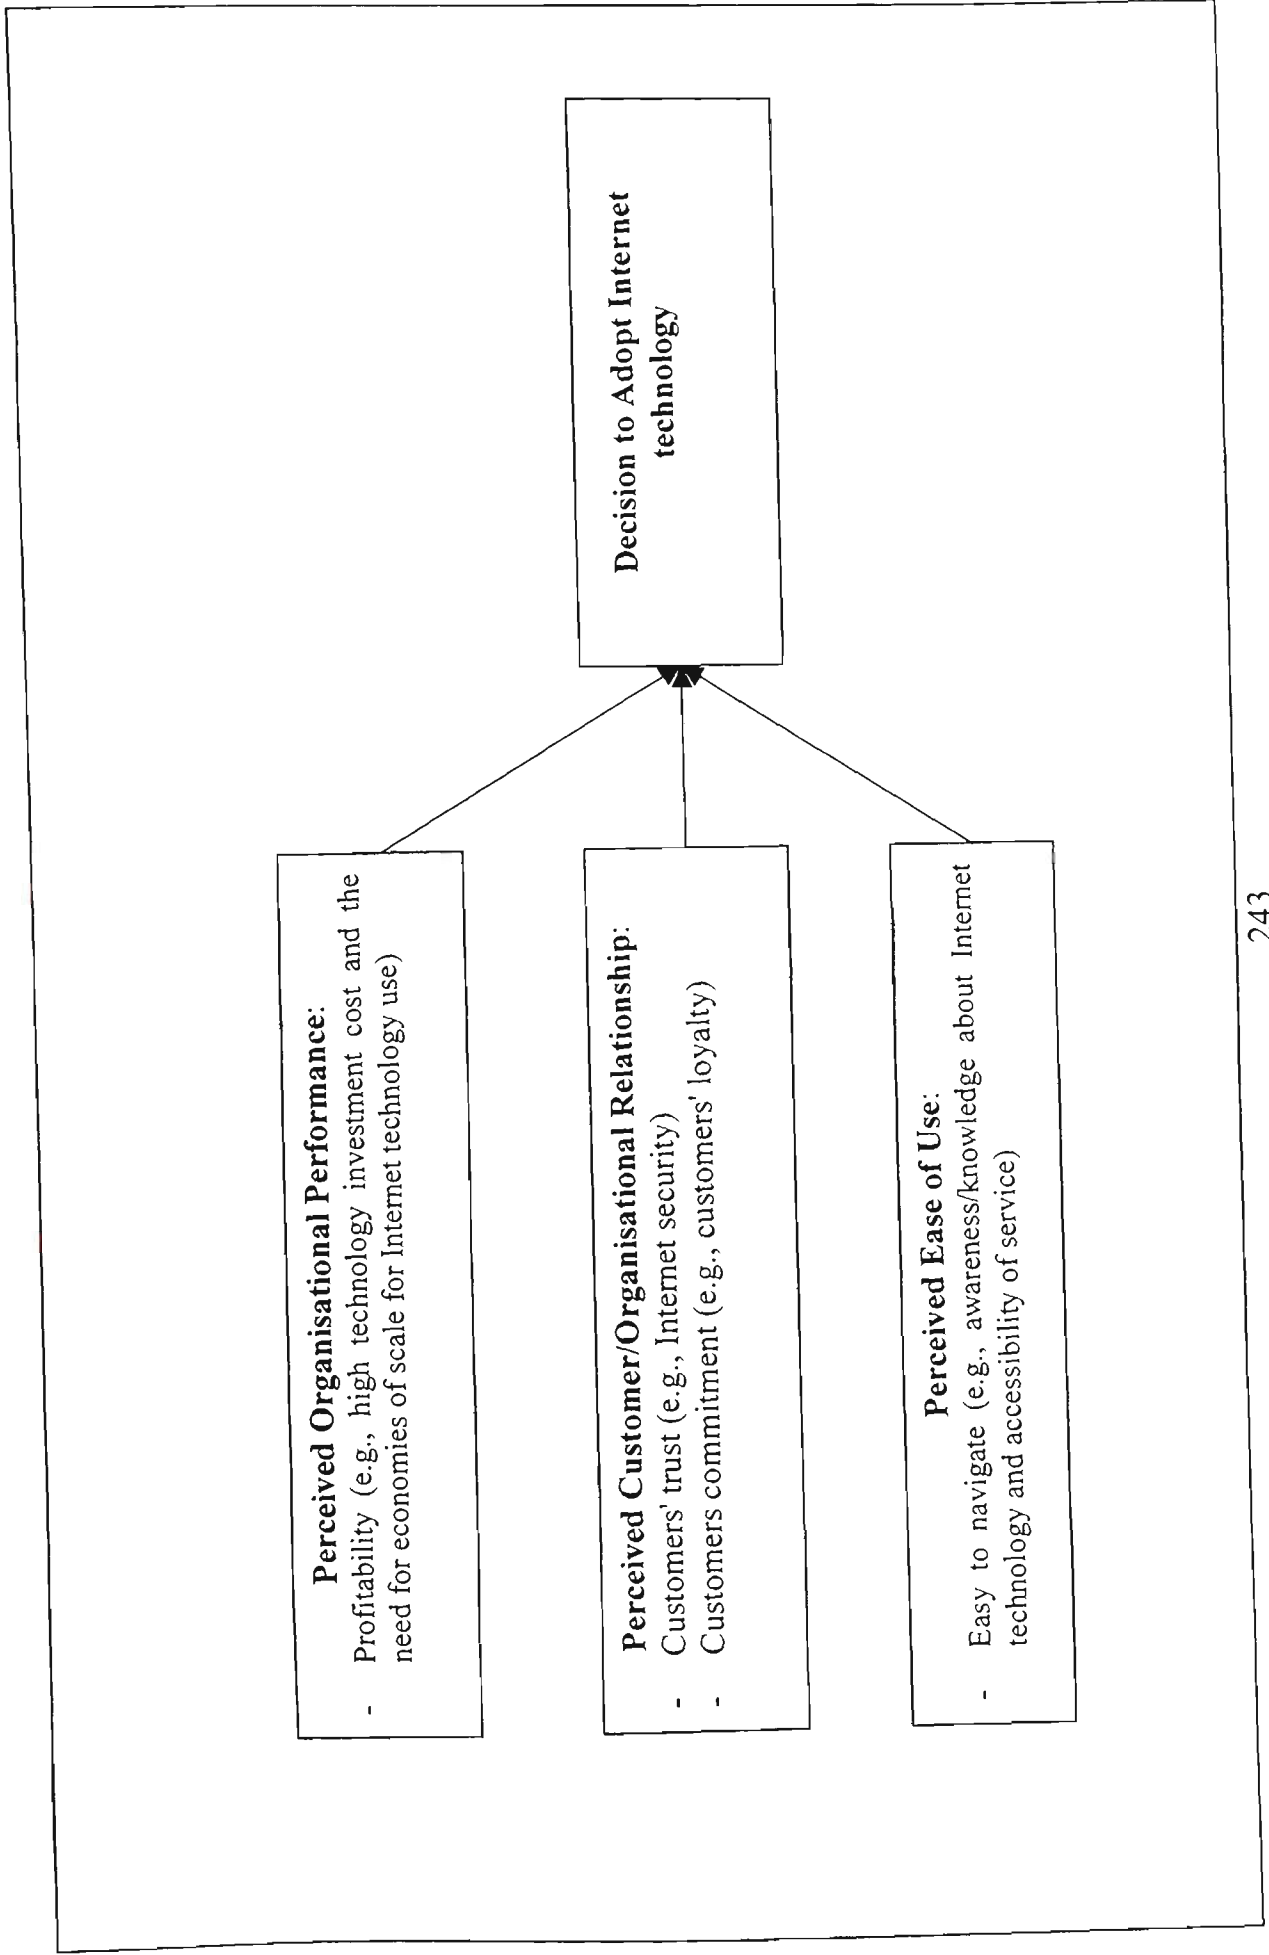 Perceived Organisational Performance:
- Profitability (e.g., high technology investment cost and the
need for economies of scale for Internet technology use)
Perceived Customer/Organisational Relationship:
- Customers' trust (e.g., Internet security)
- Customers commitment (e.g., customers' loyalty)
Perceived Ease of Use:
- Easy to navigate (e.g., awareness/knowledge about Internet
technology and accessibility of service)
Decision to Adopt Internet
technology
243